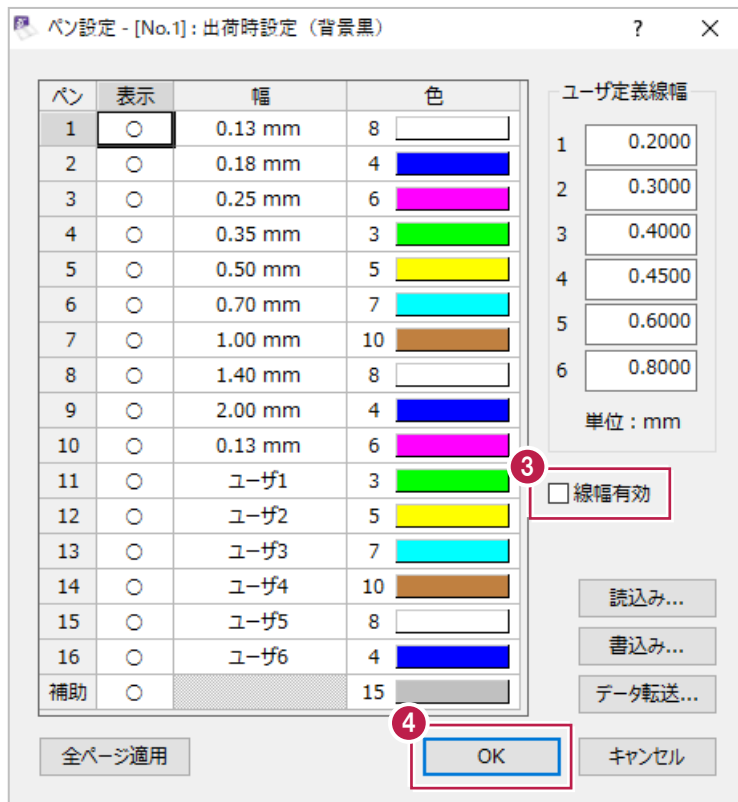 ペン設定 - [No.1] : 出荷時設定（背景黒） ?
ペン 表示 幅 色
1 ○ 0.13 mm 8
2 ○ 0.18 mm 4
3 ○ 0.25 mm 6
4 ○ 0.35 mm 3
5 ○ 0.50 mm 5
6 ○ 0.70 mm 7
7 ○ 1.00 mm 10
8 ○ 1.40 mm 8
9 ○ 2.00 mm 4
10 ○ 0.13 mm 6
11 ○ ユーザ1 3
12 ○ ユーザ2 5
13 ○ ユーザ3 7
14 ○ ユーザ4 10
15 ○ ユーザ5 8
16 ○ ユーザ6 4
補助 ○ 15
ユーザ定義線幅
1 0.2000
2 0.3000
3 0.4000
4 0.4500
5 0.6000
6 0.8000
単位：mm
3
線幅有効
読込み...
書込み...
データ転送...
4
全ページ適用 OK キャンセル